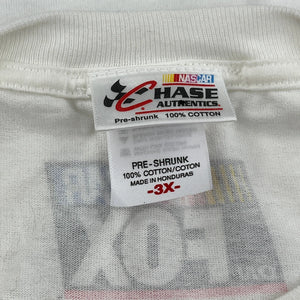 NASCAR
CHASE
AUTHENTICS®
Pre-shrunk 100% COTTON
PRE-SHRUNK
100% COTTON/COTON
MADE IN HONDURAS
-3X-
FOX